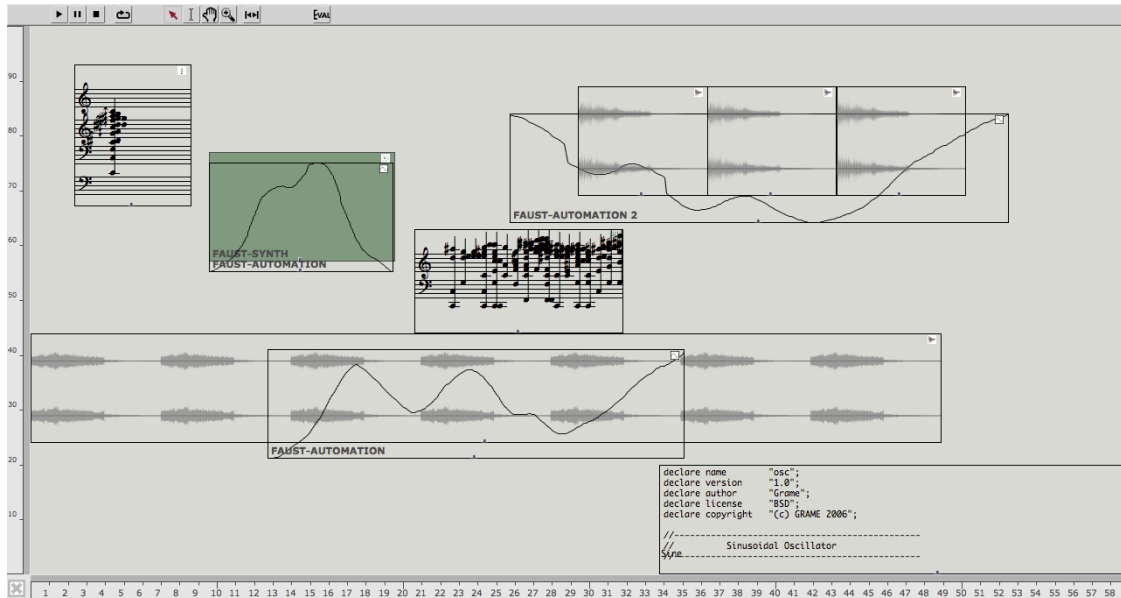 EVAL
90
80
70
60
50
40
30
20
10
FAUST-SYNTH
FAUST-AUTOMATION
FAUST-AUTOMATION 2
FAUST-AUTOMATION
declare name "osc";
declare version "1.0";
declare author "Grame";
declare license "BSD";
declare copyright "(c) GRAME 2006";
//-----------------------------------------------
// Sinusoidal Oscillator
//-----------------------------------------------
Sine
1 2 3 4 5 6 7 8 9 10 11 12 13 14 15 16 17 18 19 20 21 22 23 24 25 26 27 28 29 30 31 32 33 34 35 36 37 38 39 40 41 42 43 44 45 46 47 48 49 50 51 52 53 54 55 56 57 58